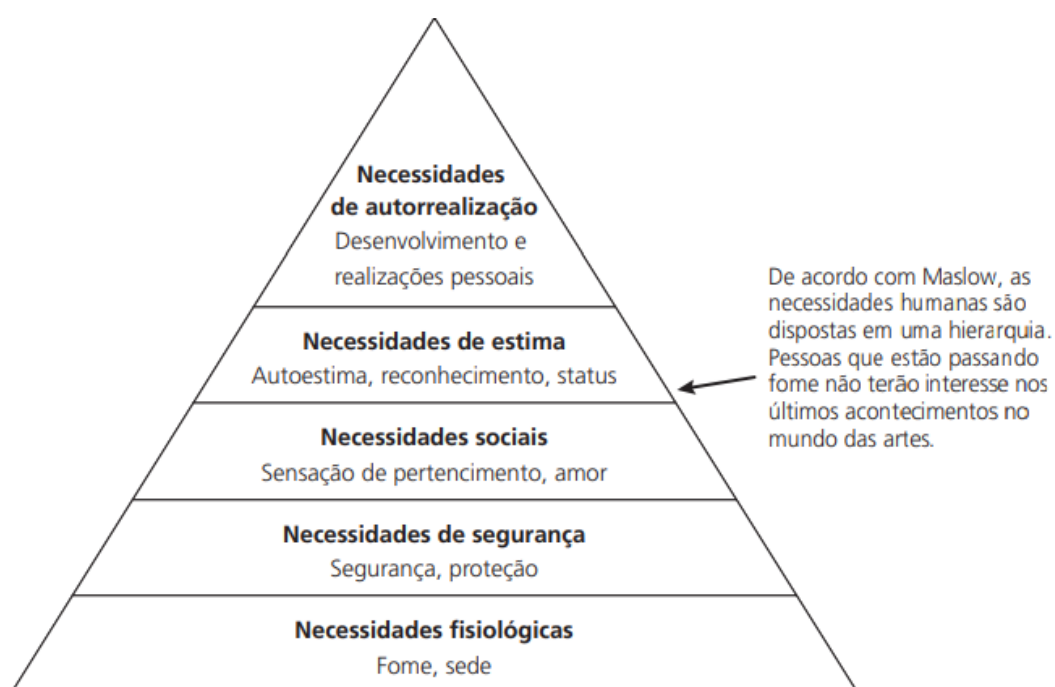 Necessidades
de autorrealização
Desenvolvimento e
realizações pessoais
Necessidades de estima
Autoestima, reconhecimento, status
Necessidades sociais
Sensação de pertencimento, amor
Necessidades de segurança
Segurança, proteção
Necessidades fisiológicas
Fome, sede
De acordo com Maslow, as
necessidades humanas são
dispostas em uma hierarquia.
Pessoas que estão passando
fome não terão interesse nos
últimos acontecimentos no
mundo das artes.